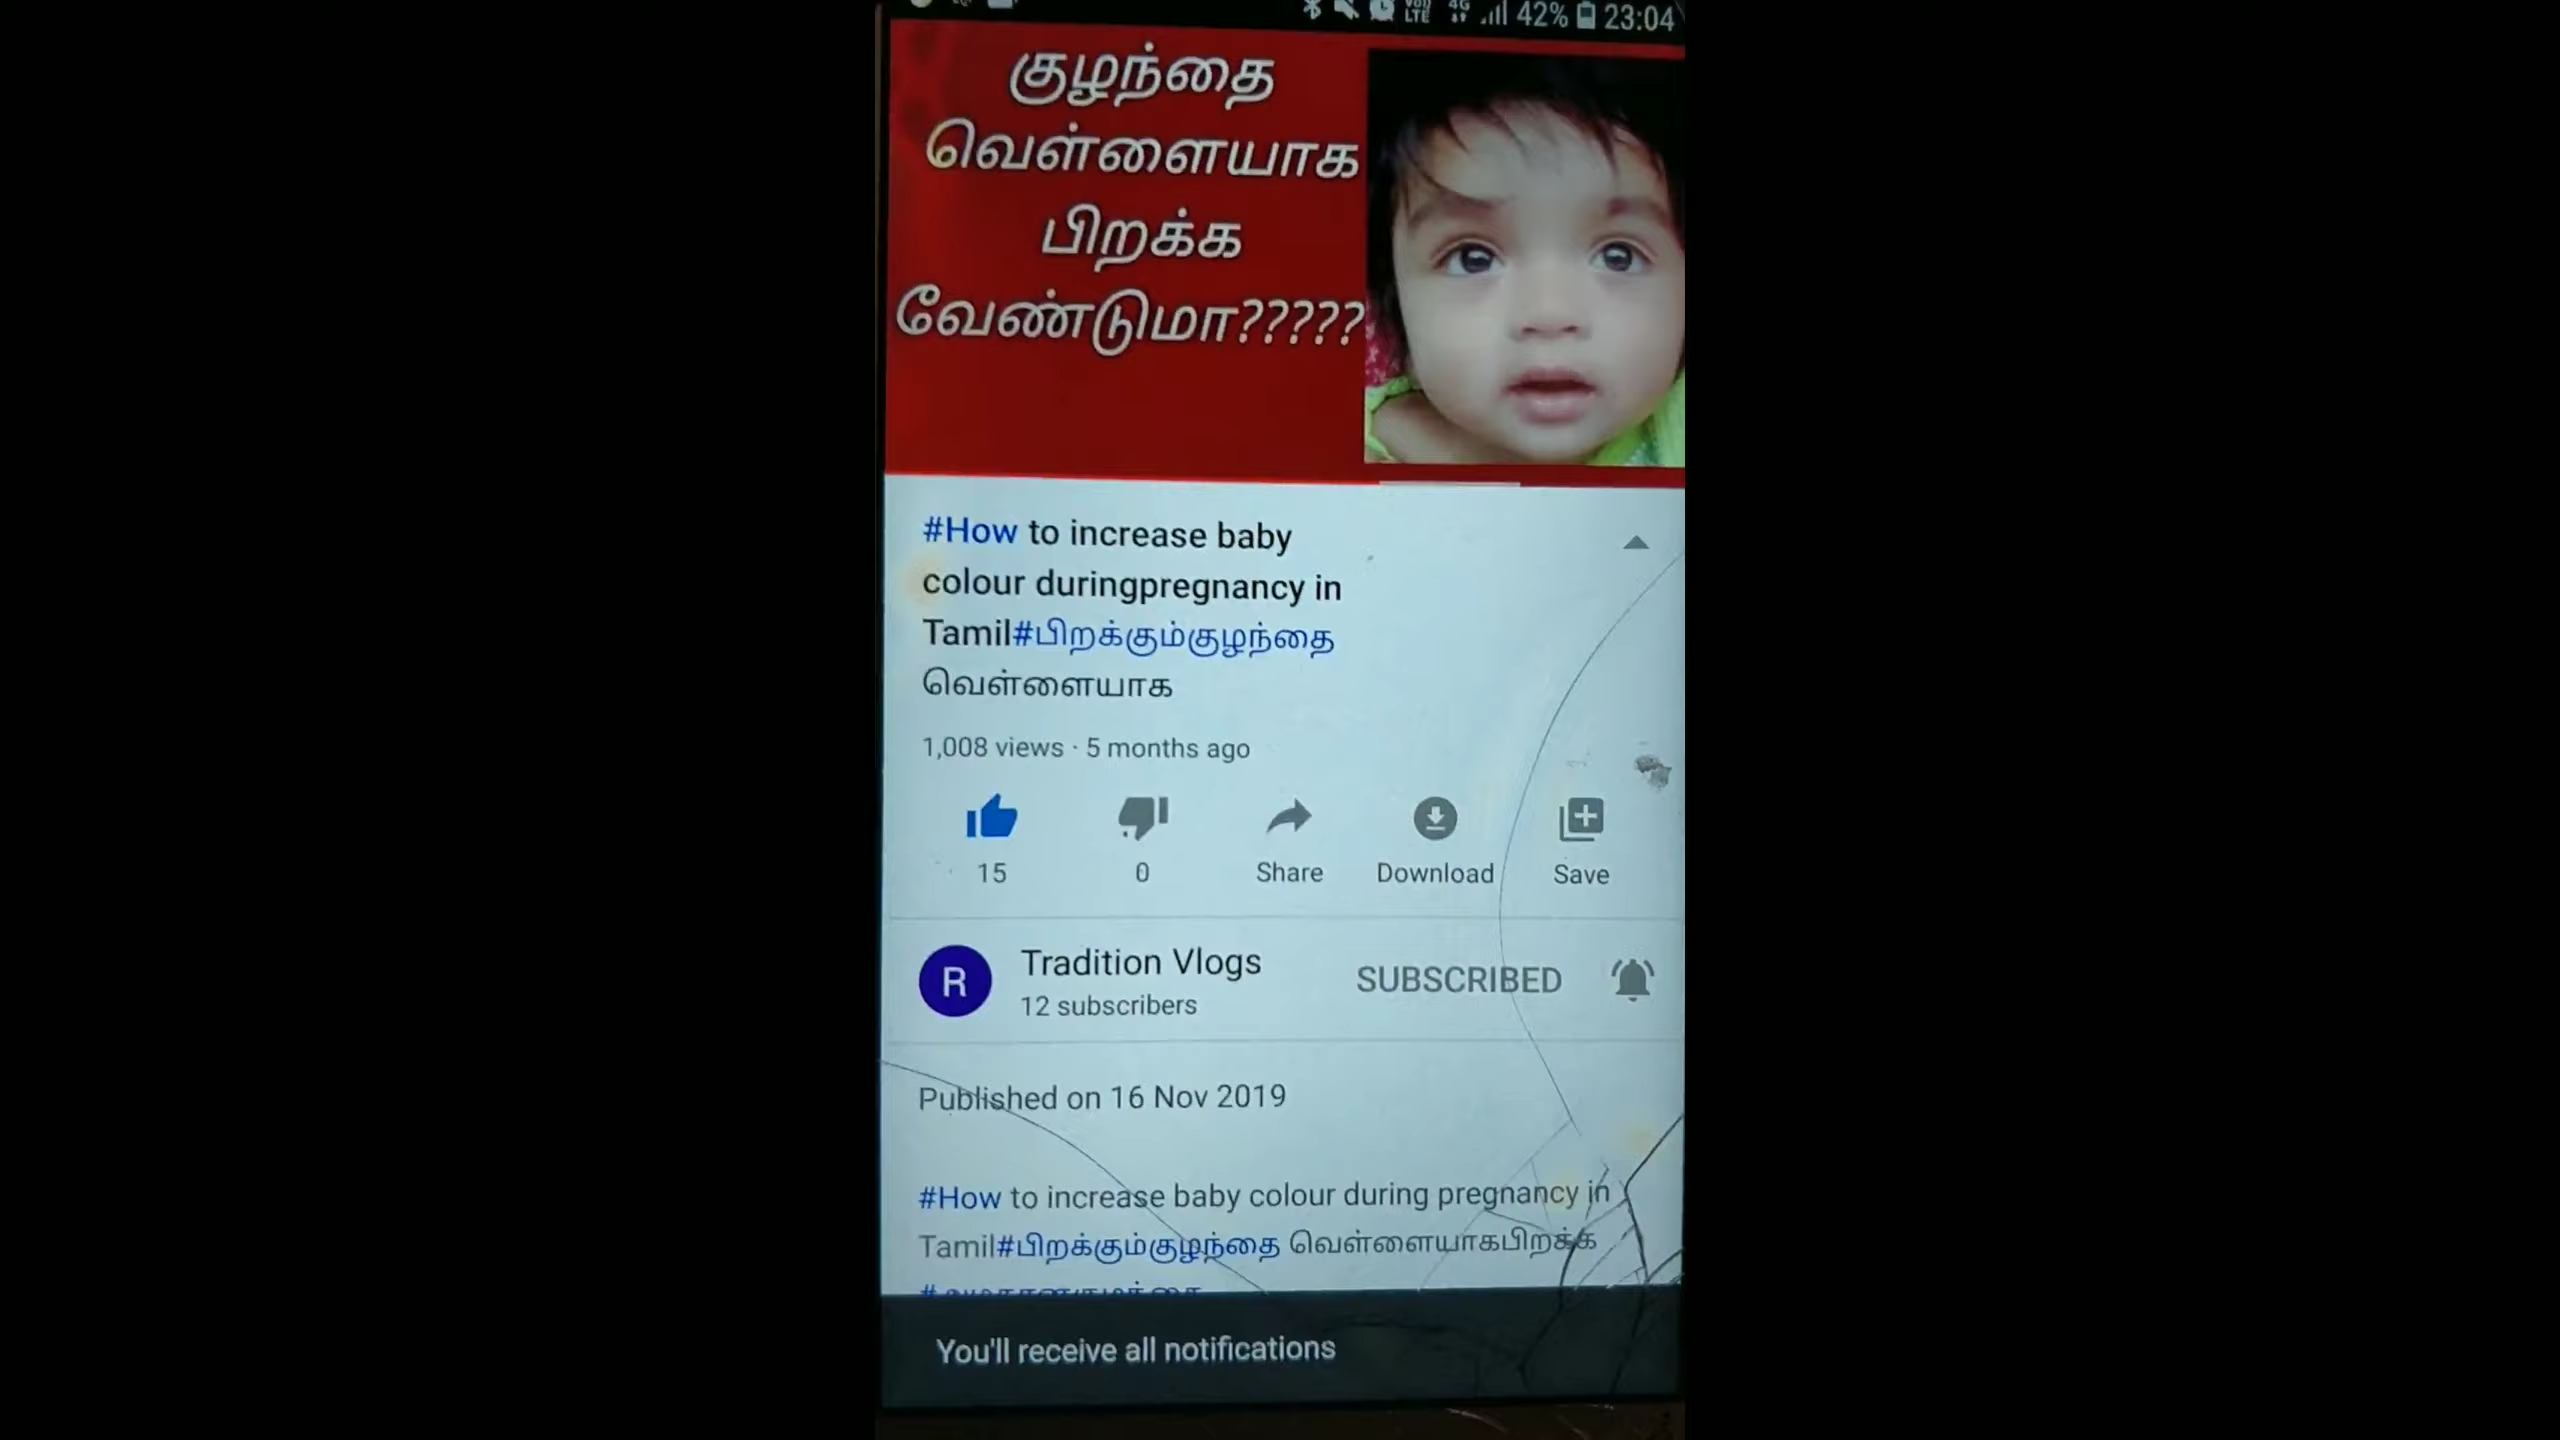 42% 23:04
குழந்தை
வெள்ளையாக
பிறக்க
வேண்டுமா?????
#How to increase baby
colour duringpregnancy in
Tamil#பிறக்கும்குழந்தை
வெள்ளையாக
1,008 views · 5 months ago
15 0 Share Download Save
R Tradition Vlogs SUBSCRIBED
12 subscribers
Published on 16 Nov 2019
#How to increase baby colour during pregnancy in
Tamil#பிறக்கும்குழந்தை வெள்ளையாகபிறக்க
You'll receive all notifications